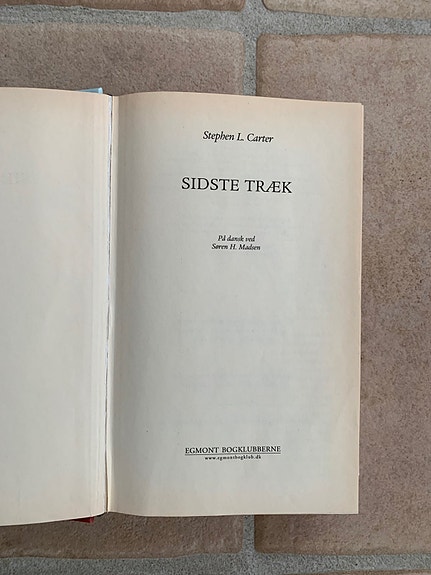 Stephen L. Carter
SIDSTE TRÆK
På dansk ved
Søren H. Madsen
EGMONT BOGKLUBBERNE
www.egmontbogklub.dk